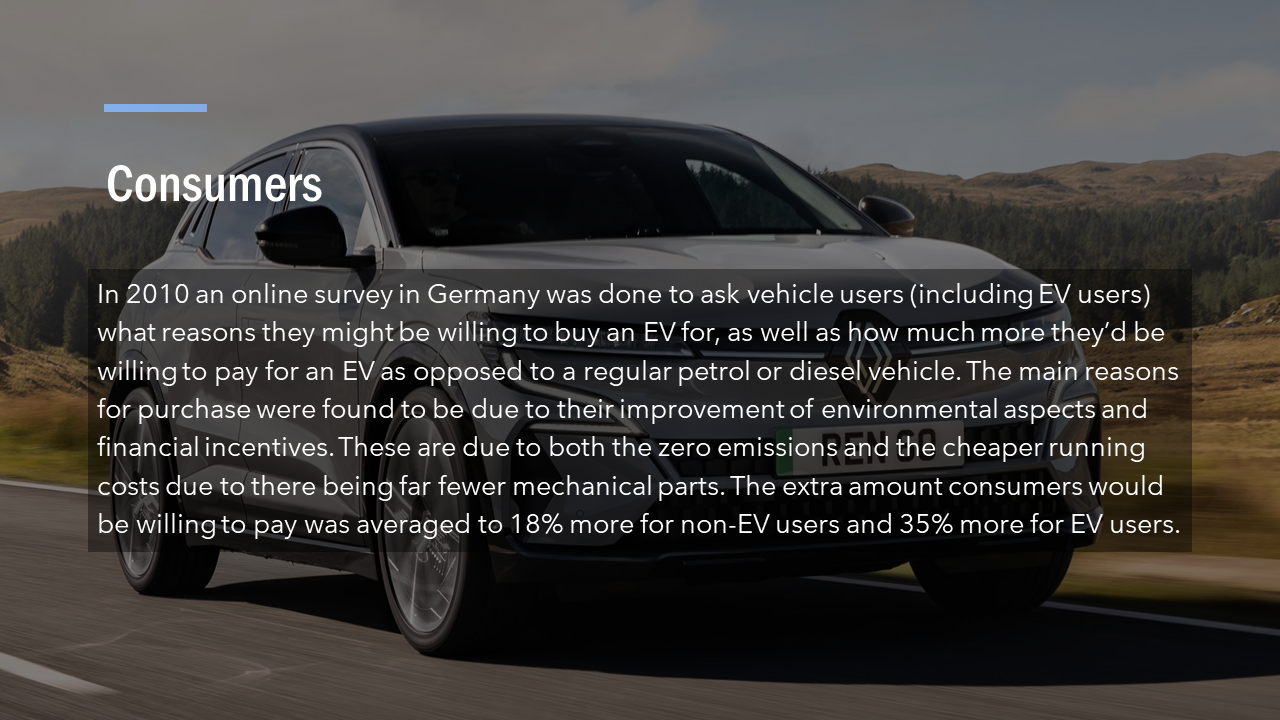 Consumers
In 2010 an online survey in Germany was done to ask vehicle users (including EV users)
what reasons they might be willing to buy an EV for, as well as how much more they’d be
willing to pay for an EV as opposed to a regular petrol or diesel vehicle. The main reasons
for purchase were found to be due to their improvement of environmental aspects and
financial incentives. These are due to both the zero emissions and the cheaper running
costs due to there being far fewer mechanical parts. The extra amount consumers would
be willing to pay was averaged to 18% more for non-EV users and 35% more for EV users.
REN GO